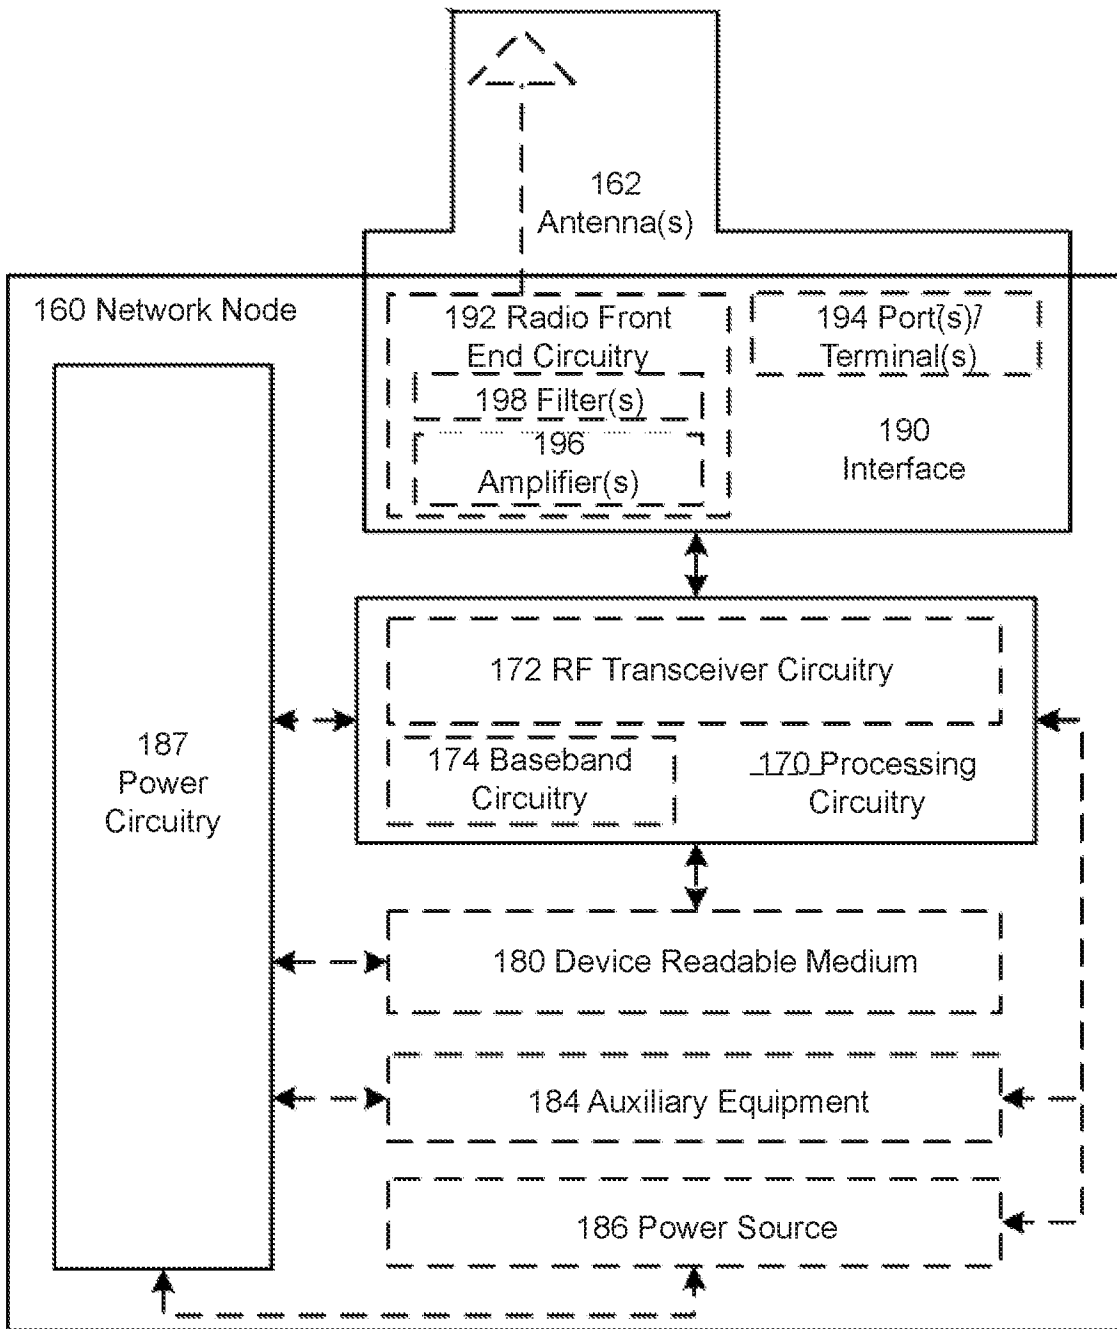 162
Antenna(s)
160 Network Node
192 Radio Front
End Circuitry
198 Filter(s)
196
Amplifier(s)
194 Port(s)/
Terminal(s)
190
Interface
172 RF Transceiver Circuitry
174 Baseband
Circuitry
170 Processing
Circuitry
187
Power
Circuitry
180 Device Readable Medium
184 Auxiliary Equipment
186 Power Source